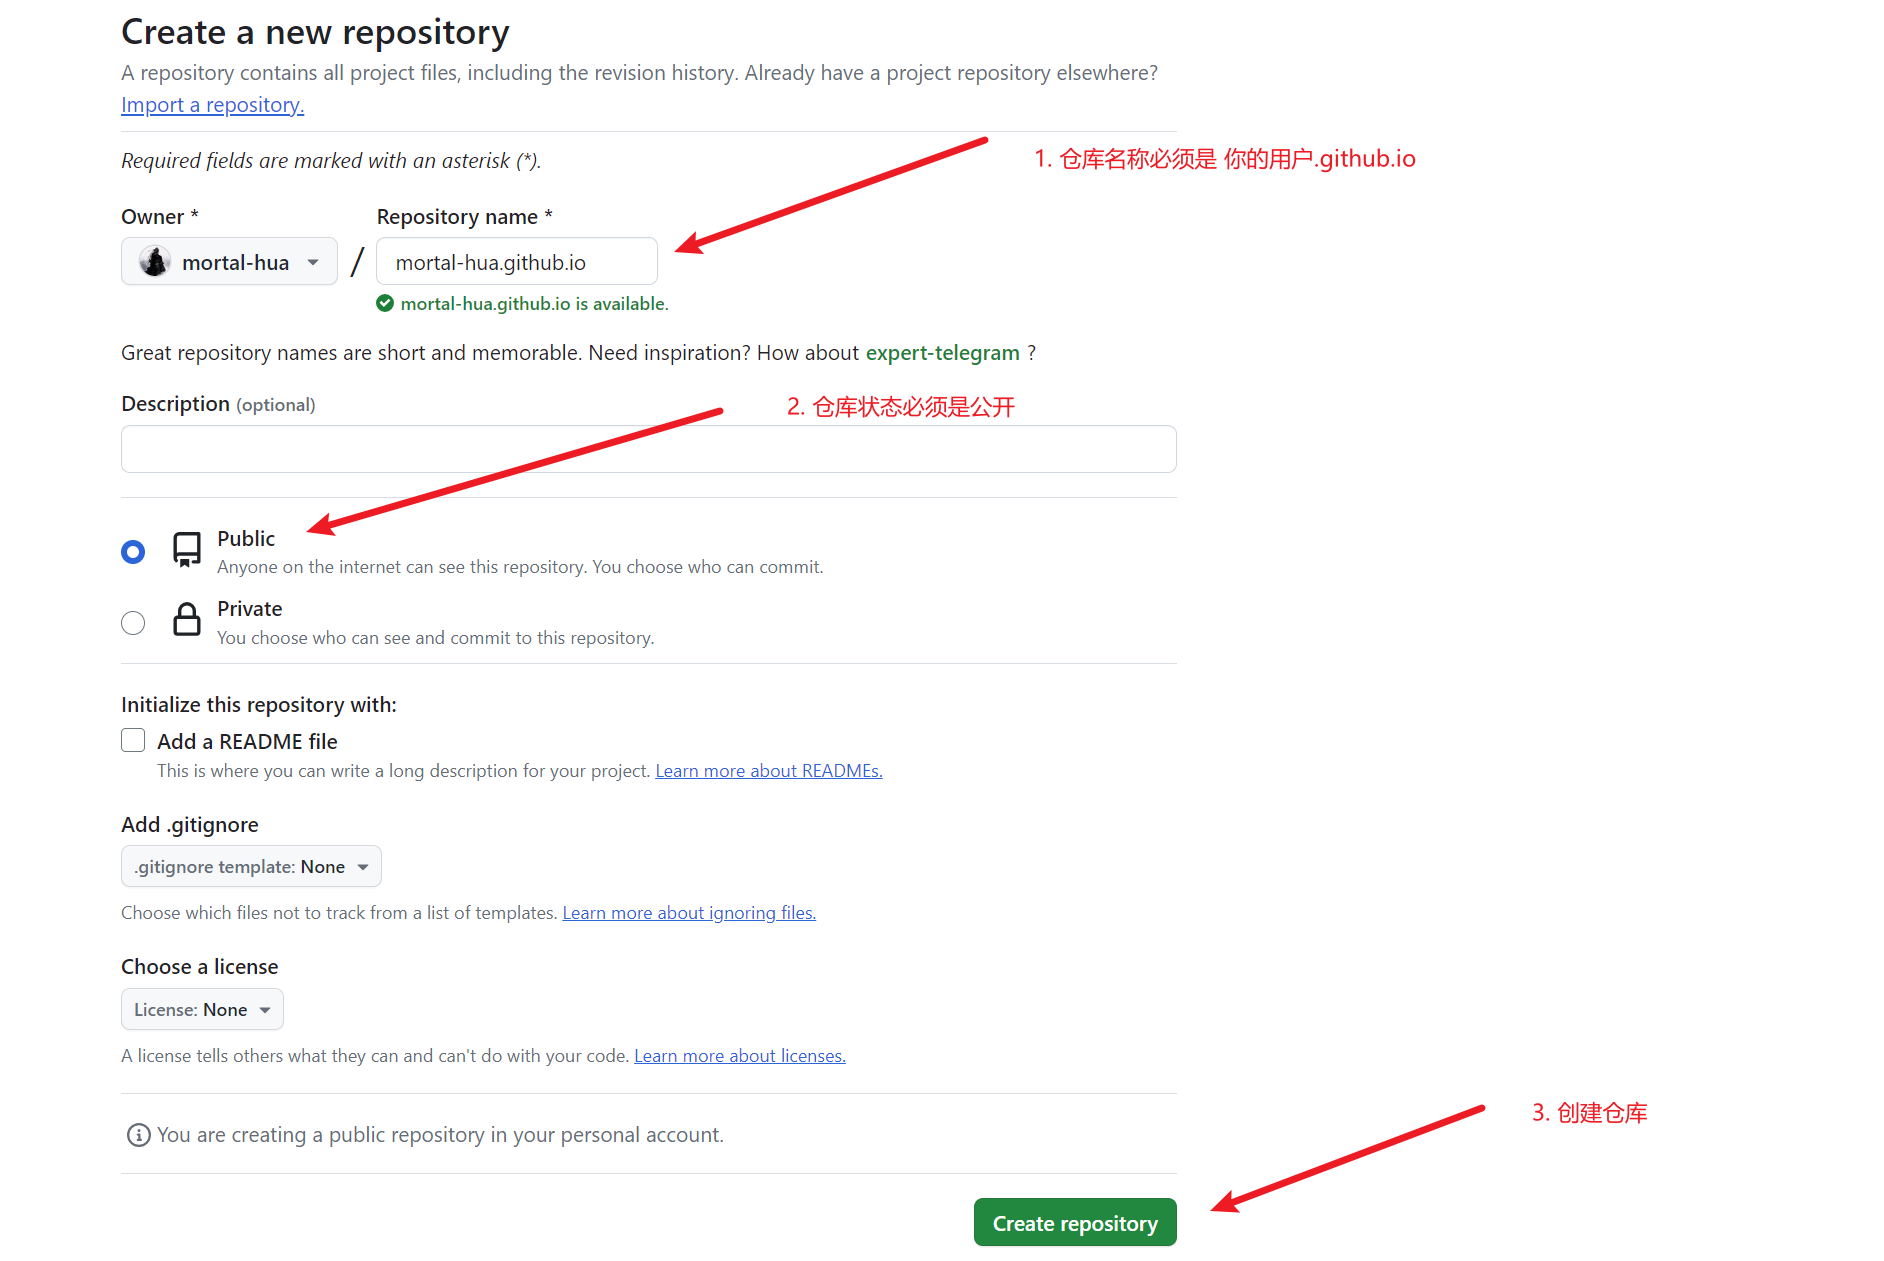 Create a new repository
A repository contains all project files, including the revision history. Already have a project repository elsewhere?
Import a repository.
Required fields are marked with an asterisk (*).
1. 仓库名称必须是 你的用户.github.io
Owner *
Repository name *
mortal-hua
/
mortal-hua.github.io
mortal-hua.github.io is available.
Great repository names are short and memorable. Need inspiration? How about expert-telegram ?
Description (optional)
2. 仓库状态必须是公开
Public
Anyone on the internet can see this repository. You choose who can commit.
Private
You choose who can see and commit to this repository.
Initialize this repository with:
Add a README file
This is where you can write a long description for your project. Learn more about READMEs.
Add .gitignore
.gitignore template: None
Choose which files not to track from a list of templates. Learn more about ignoring files.
Choose a license
License: None
A license tells others what they can and can't do with your code. Learn more about licenses.
You are creating a public repository in your personal account.
3. 创建仓库
Create repository